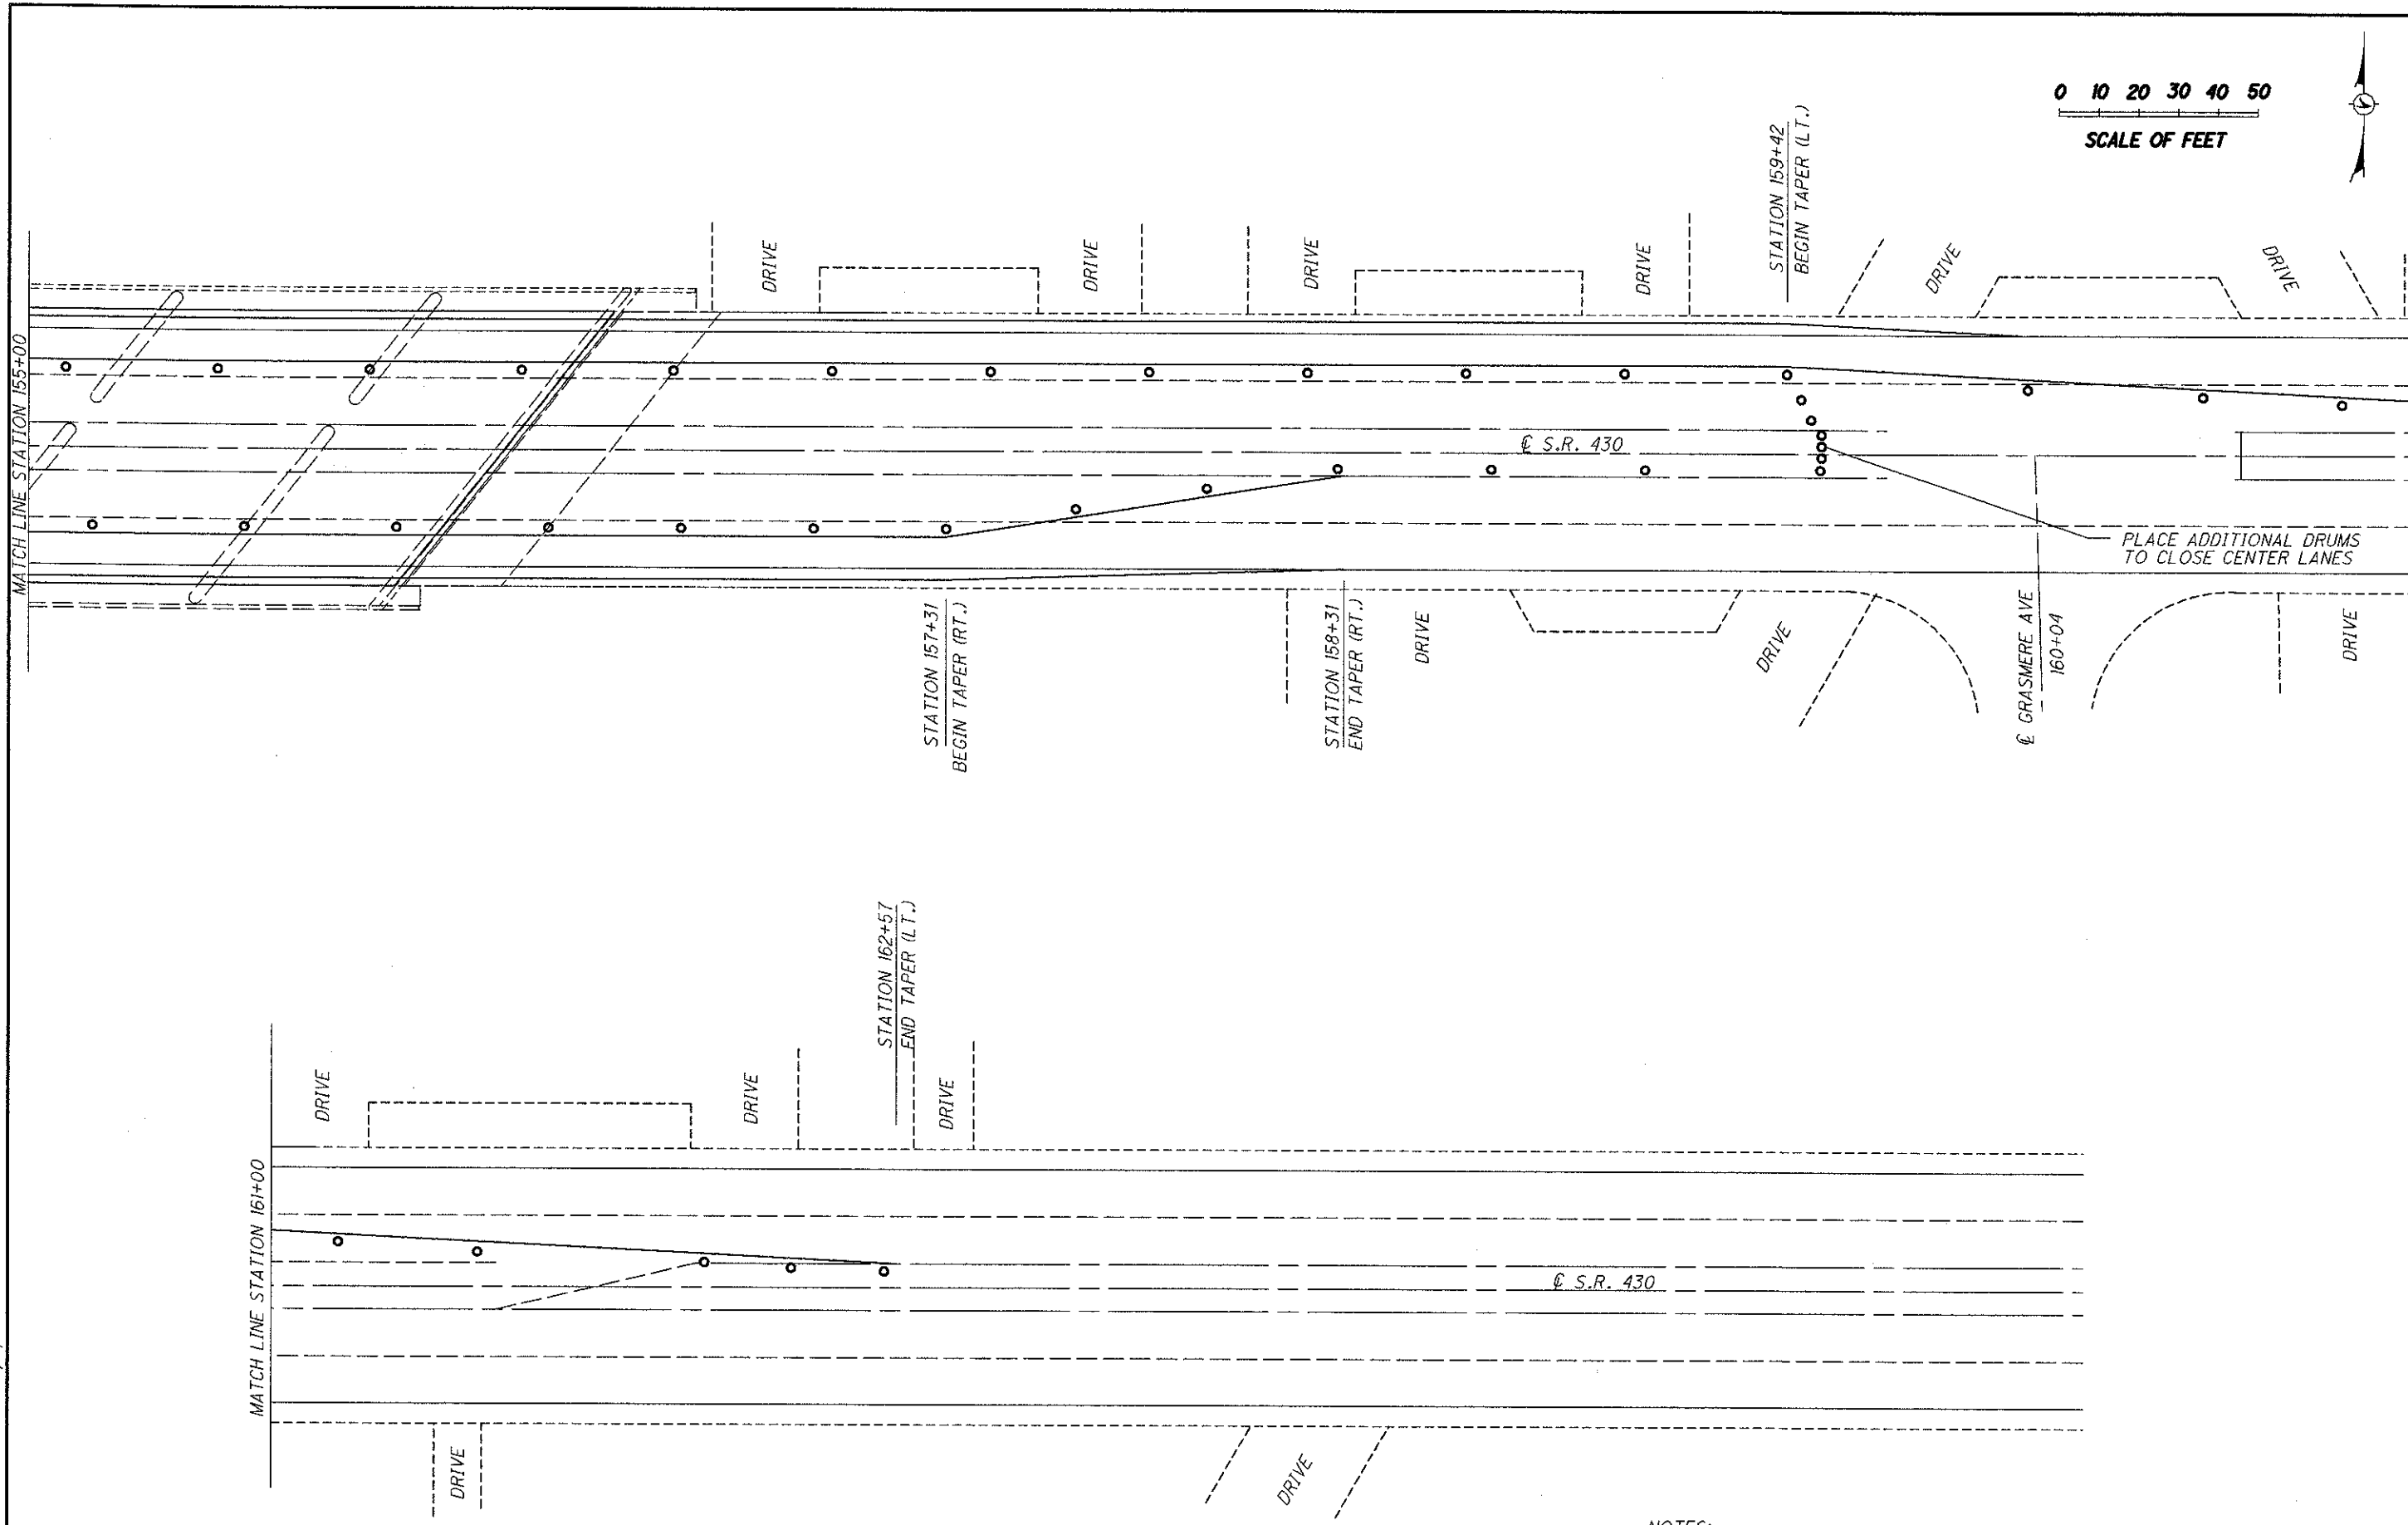 0 10 20 30 40 50
SCALE OF FEET
STATION 159+42
BEGIN TAPER (LT.)
DRIVE
DRIVE
DRIVE
DRIVE
DRIVE
DRIVE
MATCH LINE STATION 155+00
℄ S.R. 430
PLACE ADDITIONAL DRUMS
TO CLOSE CENTER LANES
STATION 157+31
BEGIN TAPER (RT.)
STATION 158+31
END TAPER (RT.)
DRIVE
DRIVE
℄ GRASMERE AVE
160+04
DRIVE
STATION 162+57
END TAPER (LT.)
DRIVE
DRIVE
DRIVE
MATCH LINE STATION 161+00
℄ S.R. 430
DRIVE
DRIVE
NOTES: